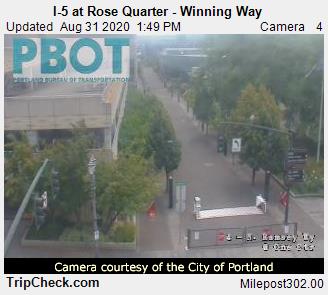 I-5 at Rose Quarter - Winning Way
Updated Aug 31 2020 1:49 PM Camera 4
PBOT
PORTLAND BUREAU OF TRANSPORTATION
Camera courtesy of the City of Portland
TripCheck.com Milepost302.00